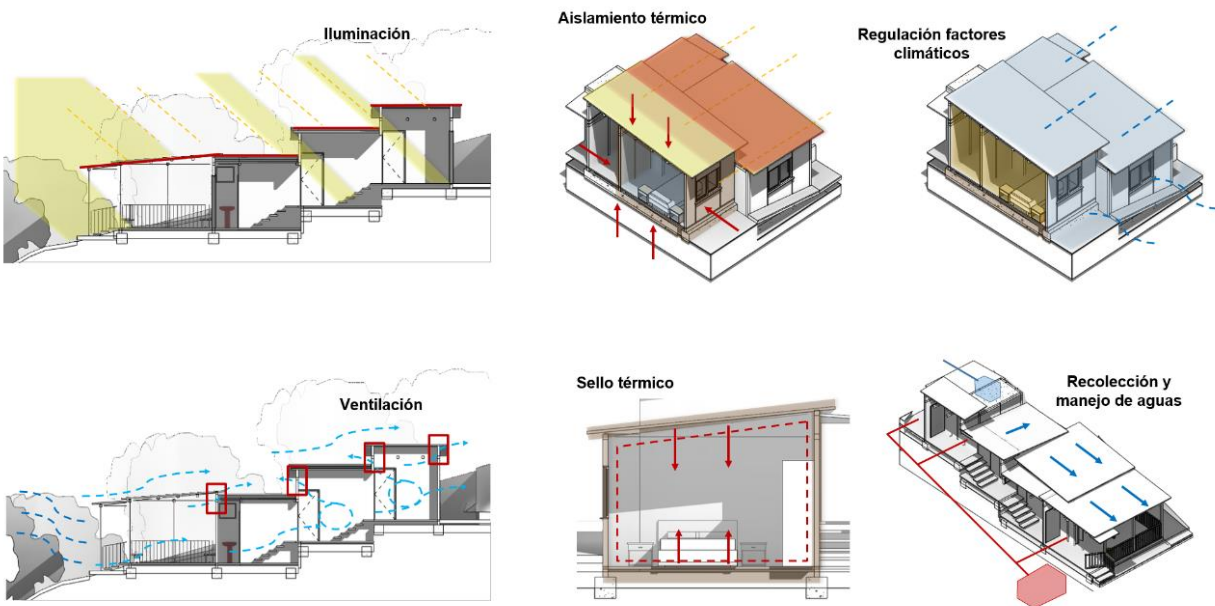 Iluminación
Aislamiento térmico
Regulación factores
climáticos
Ventilación
Sello térmico
Recolección y
manejo de aguas